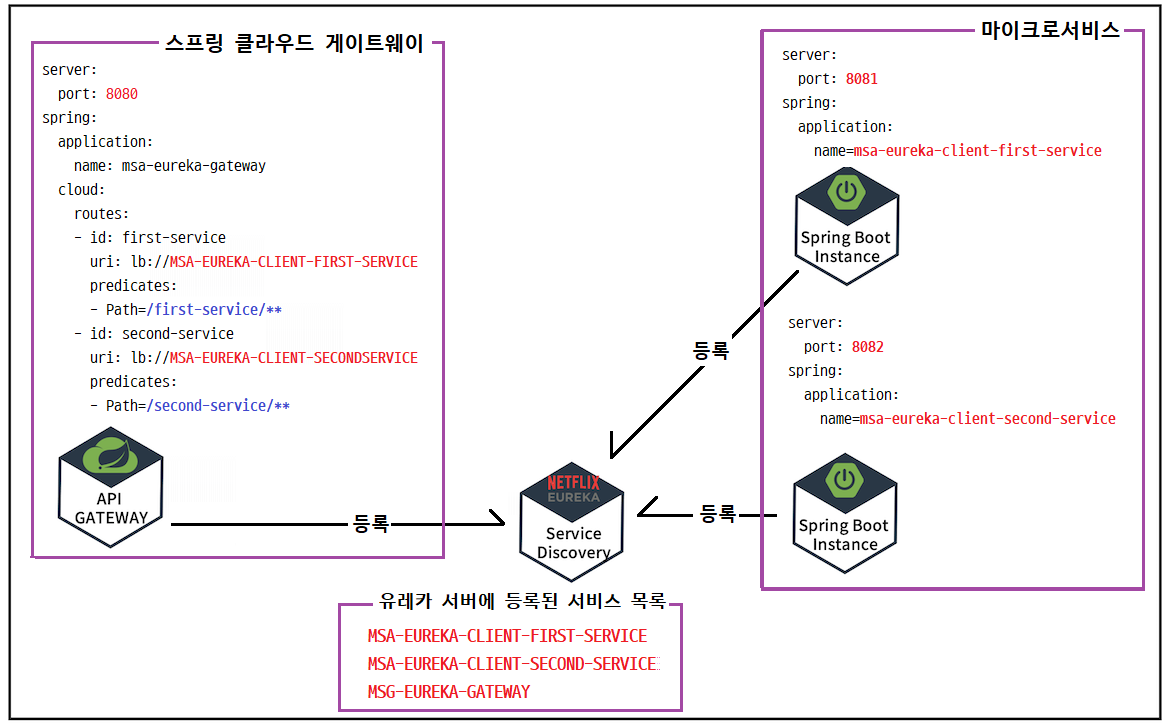 스프링 클라우드 게이트웨이
server:
  port: 8080
spring:
  application:
    name: msa-eureka-gateway
  cloud:
    routes:
    - id: first-service
      uri: lb://MSA-EUREKA-CLIENT-FIRST-SERVICE
      predicates:
      - Path=/first-service/**
    - id: second-service
      uri: lb://MSA-EUREKA-CLIENT-SECONDSERVICE
      predicates:
      - Path=/second-service/**
API
GATEWAY
등록
마이크로서비스
server:
  port: 8081
spring:
  application:
    name=msa-eureka-client-first-service
Spring Boot
Instance
등록
server:
  port: 8082
spring:
  application:
    name=msa-eureka-client-second-service
Spring Boot
Instance
등록
NETFLIX
EUREKA
Service
Discovery
유레카 서버에 등록된 서비스 목록
MSA-EUREKA-CLIENT-FIRST-SERVICE
MSA-EUREKA-CLIENT-SECOND-SERVICE
MSG-EUREKA-GATEWAY